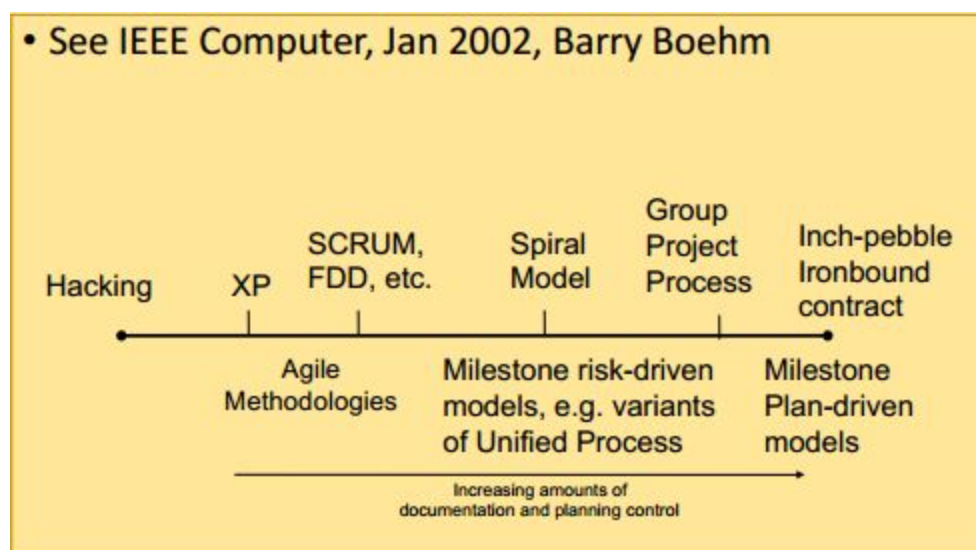 • See IEEE Computer, Jan 2002, Barry Boehm
Hacking
XP
SCRUM,
FDD, etc.
Spiral
Model
Group
Project
Process
Inch-pebble
Ironbound
contract
Agile
Methodologies
Milestone risk-driven
models, e.g. variants
of Unified Process
Milestone
Plan-driven
models
Increasing amounts of
documentation and planning control